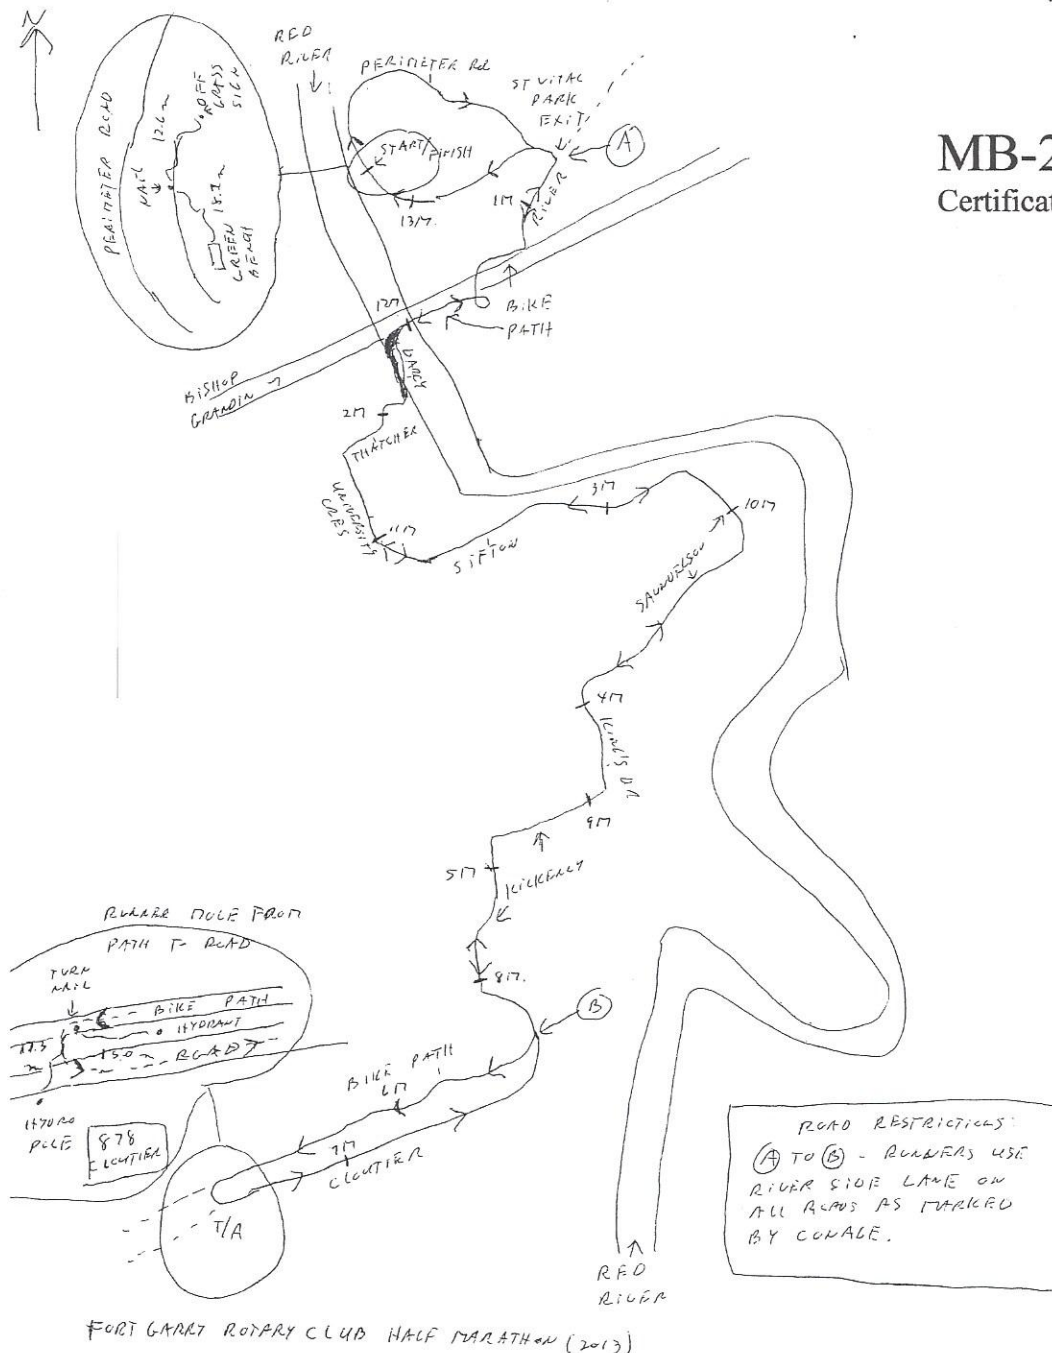 N
RED
RIVER
PERIMETER Rd
ST VITAL
PARK
EXIT
A
MB-2
Certificat
PERIMETER ROAD
NAIL
12.6 m
OFF
GRASS
SIGN
18.2 m
GREEN
BENCH
START/
FINISH
13M.
1M
RIVER
BIKE
PATH
12M
DARCY
BISHOP
GRANDIN
2M
THATCHER
UNIVERSITY
CRES
11M
SIFTON
3M
10M
4M
KING'S DR
9M
5M
KILKENNY
8M.
B
RUNNER MOVE FROM
PATH TO ROAD
TURN
NAIL
BIKE PATH
HYDRANT
m
15.0 m
ROAD
HYDRO
POLE
878
CLOUTIER
BIKE PATH
6M
7M
CLOUTIER
T/A
ROAD RESTRICTIONS:
A TO B - RUNNERS USE
RIVER SIDE LANE ON
ALL ROADS AS MARKED
BY CONAGE.
RED
RIVER
FORT GARRY ROTARY CLUB HALF MARATHON (2013)